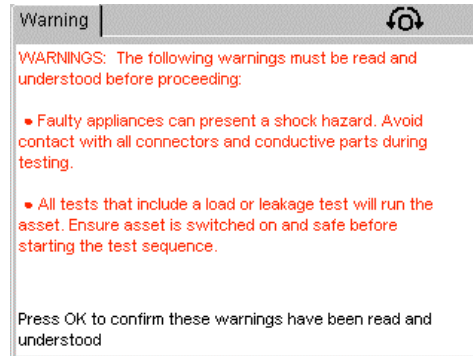 Warning
WARNINGS: The following warnings must be read and
understood before proceeding:
• Faulty appliances can present a shock hazard. Avoid
contact with all connectors and conductive parts during
testing.
• All tests that include a load or leakage test will run the
asset. Ensure asset is switched on and safe before
starting the test sequence.
Press OK to confirm these warnings have been read and
understood